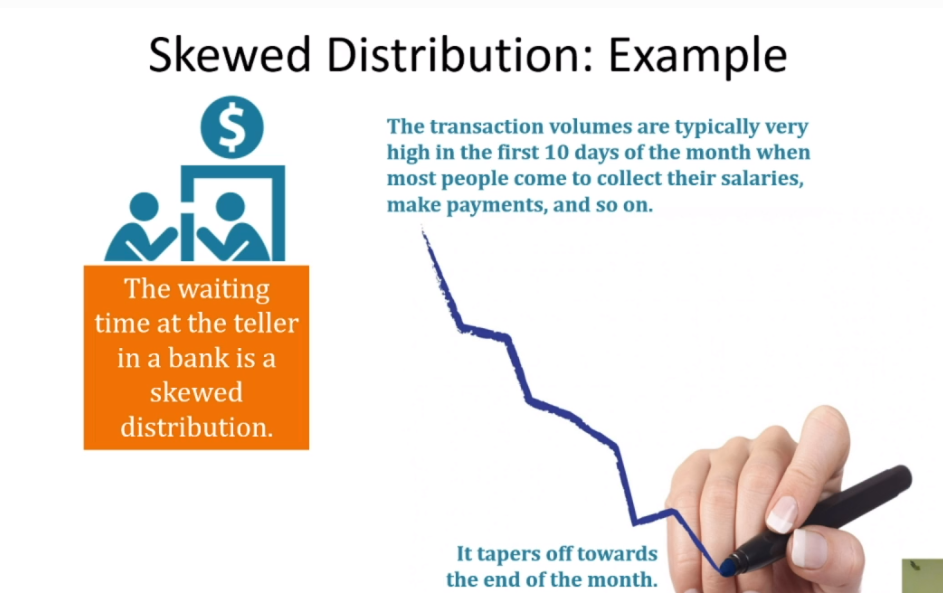 Skewed Distribution: Example
$
The transaction volumes are typically very
high in the first 10 days of the month when
most people come to collect their salaries,
make payments, and so on.
The waiting
time at the teller
in a bank is a
skewed
distribution.
It tapers off towards
the end of the month.